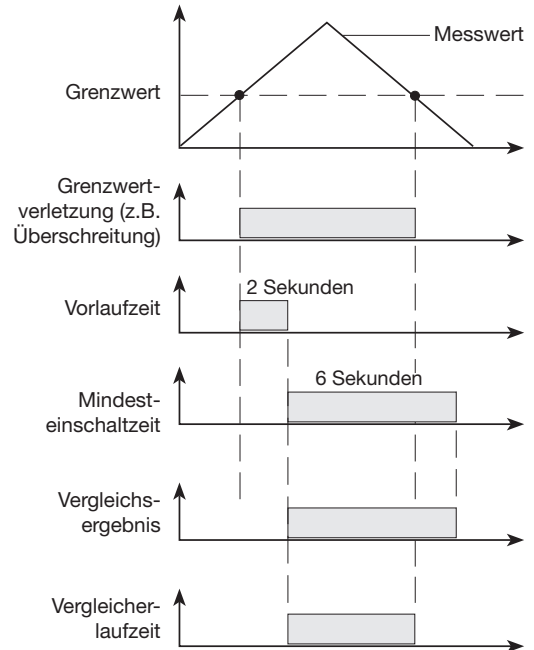 Messwert
Grenzwert
Grenzwert-
verletzung (z.B.
Überschreitung)
2 Sekunden
Vorlaufzeit
6 Sekunden
Mindest-
einschaltzeit
Vergleichs-
ergebnis
Vergleicher-
laufzeit